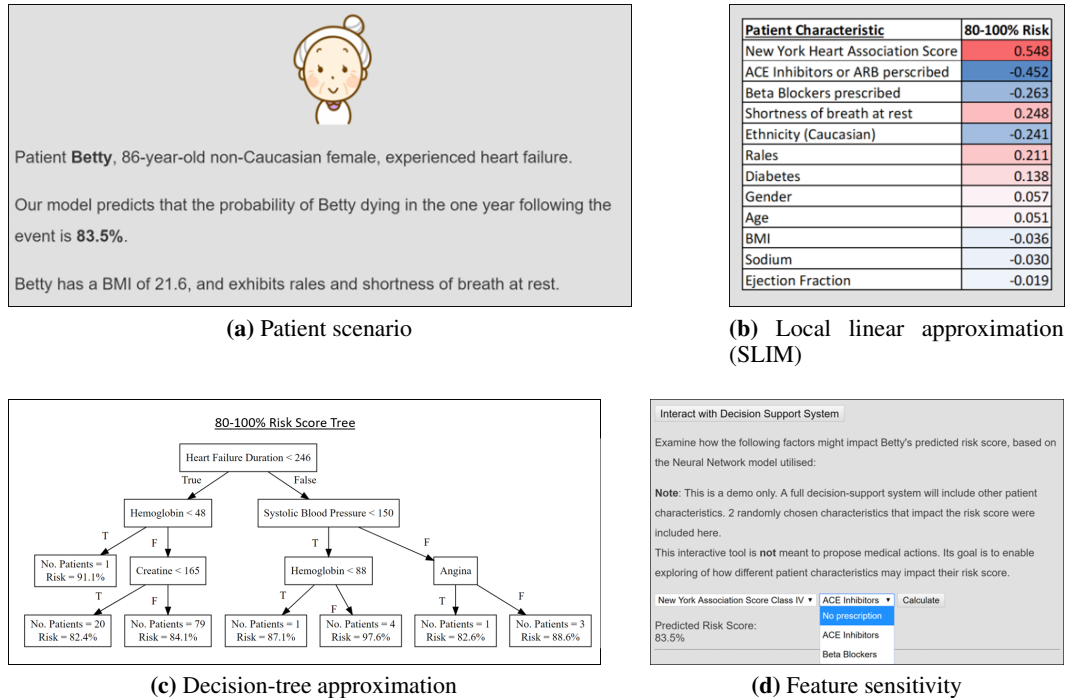 Patient Betty, 86-year-old non-Caucasian female, experienced heart failure.
Our model predicts that the probability of Betty dying in the one year following the
event is 83.5%.
Betty has a BMI of 21.6, and exhibits rales and shortness of breath at rest.
(a) Patient scenario
Patient Characteristic 80-100% Risk
New York Heart Association Score 0.548
ACE Inhibitors or ARB perscribed -0.452
Beta Blockers prescribed -0.263
Shortness of breath at rest 0.248
Ethnicity (Caucasian) -0.241
Rales 0.211
Diabetes 0.138
Gender 0.057
Age 0.051
BMI -0.036
Sodium -0.030
Ejection Fraction -0.019
(b) Local linear approximation
(SLIM)
80-100% Risk Score Tree
Heart Failure Duration < 246
True False
Hemoglobin < 48 Systolic Blood Pressure < 150
T F T F
No. Patients = 1
Risk = 91.1%
Creatine < 165 Hemoglobin < 88 Angina
T F T F T F
No. Patients = 20 No. Patients = 79 No. Patients = 1 No. Patients = 4 No. Patients = 1 No. Patients = 3
Risk = 82.4% Risk = 84.1% Risk = 87.1% Risk = 97.6% Risk = 82.6% Risk = 88.6%
(c) Decision-tree approximation
Interact with Decision Support System
Examine how the following factors might impact Betty's predicted risk score, based on
the Neural Network model utilised:
Note: This is a demo only. A full decision-support system will include other patient
characteristics. 2 randomly chosen characteristics that impact the risk score were
included here.
This interactive tool is not meant to propose medical actions. Its goal is to enable
exploring of how different patient characteristics may impact their risk score.
New York Association Score Class IV ACE Inhibitors Calculate
No prescription
ACE Inhibitors
Beta Blockers
Predicted Risk Score:
83.5%
(d) Feature sensitivity